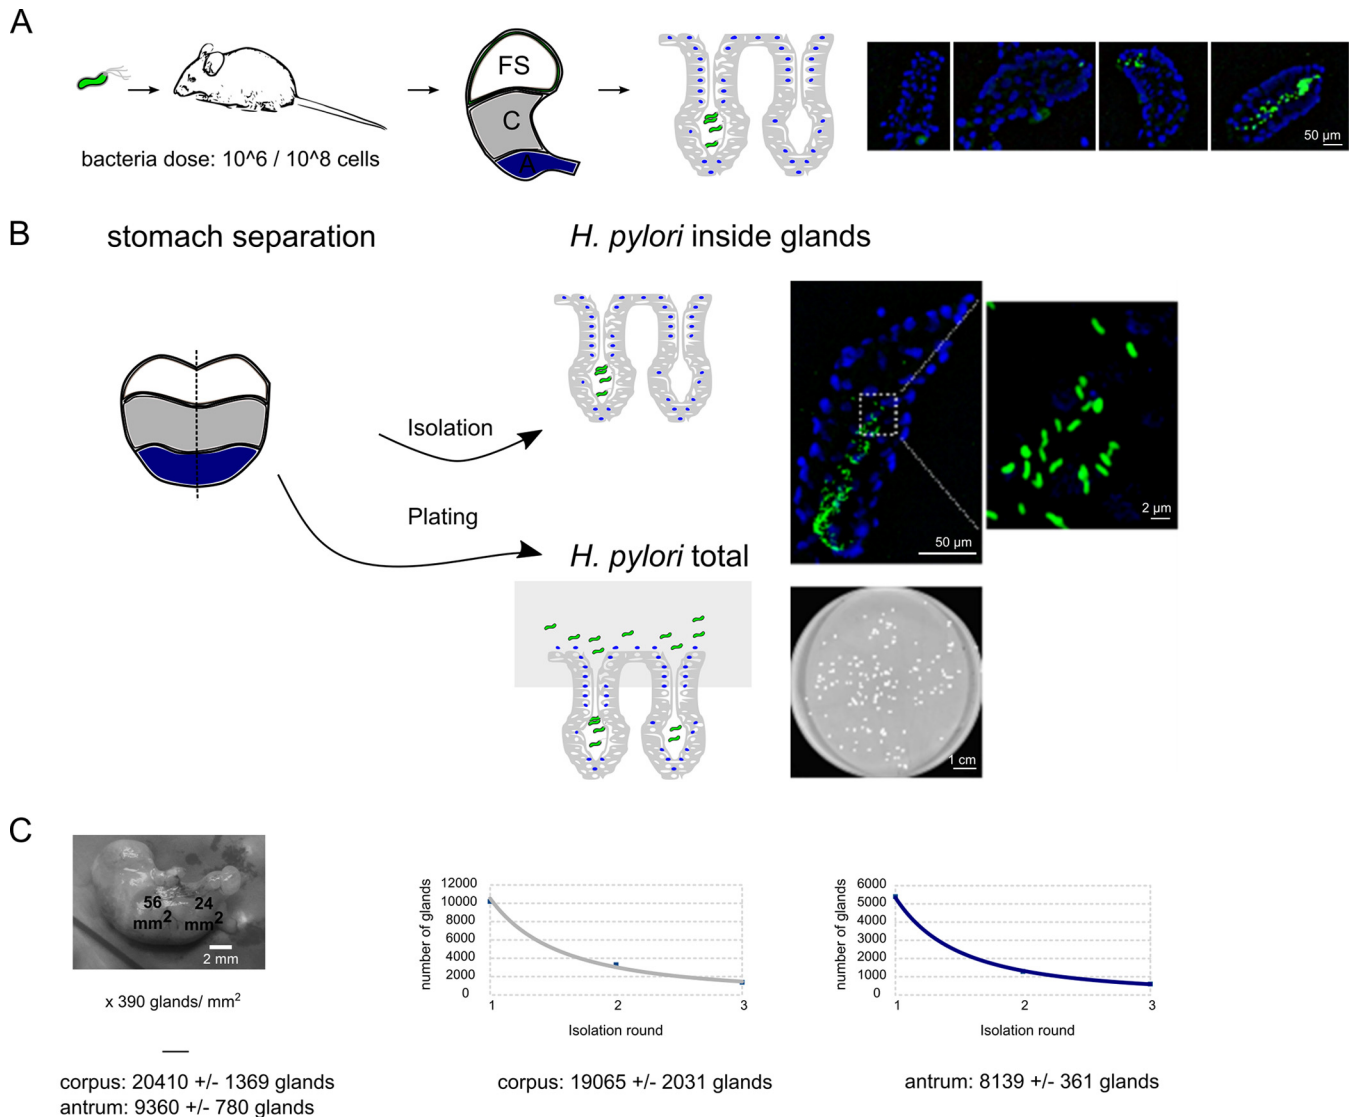 A
FS
C
A
bacteria dose: 10^6 / 10^8 cells
50 µm
B
stomach separation
H. pylori inside glands
Isolation
Plating
50 µm
2 µm
H. pylori total
1 cm
C
56 mm²
24 mm²
2 mm
x 390 glands/ mm²
corpus: 20410 +/- 1369 glands
antrum: 9360 +/- 780 glands
number of glands
12000
10000
8000
6000
4000
2000
0
1 2 3
Isolation round
corpus: 19065 +/- 2031 glands
number of glands
6000
5000
4000
3000
2000
1000
0
1 2 3
Isolation round
antrum: 8139 +/- 361 glands